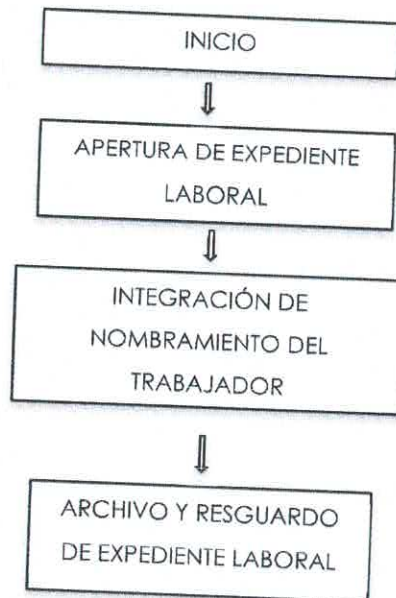 INICIO
APERTURA DE EXPEDIENTE
LABORAL
INTEGRACIÓN DE
NOMBRAMIENTO DEL
TRABAJADOR
ARCHIVO Y RESGUARDO
DE EXPEDIENTE LABORAL